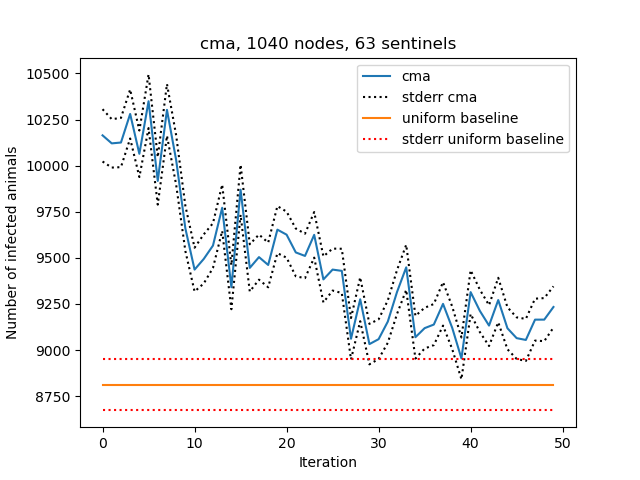 cma, 1040 nodes, 63 sentinels
cma
stderr cma
uniform baseline
stderr uniform baseline
Number of infected animals
10500
10250
10000
9750
9500
9250
9000
8750
0 10 20 30 40 50
Iteration